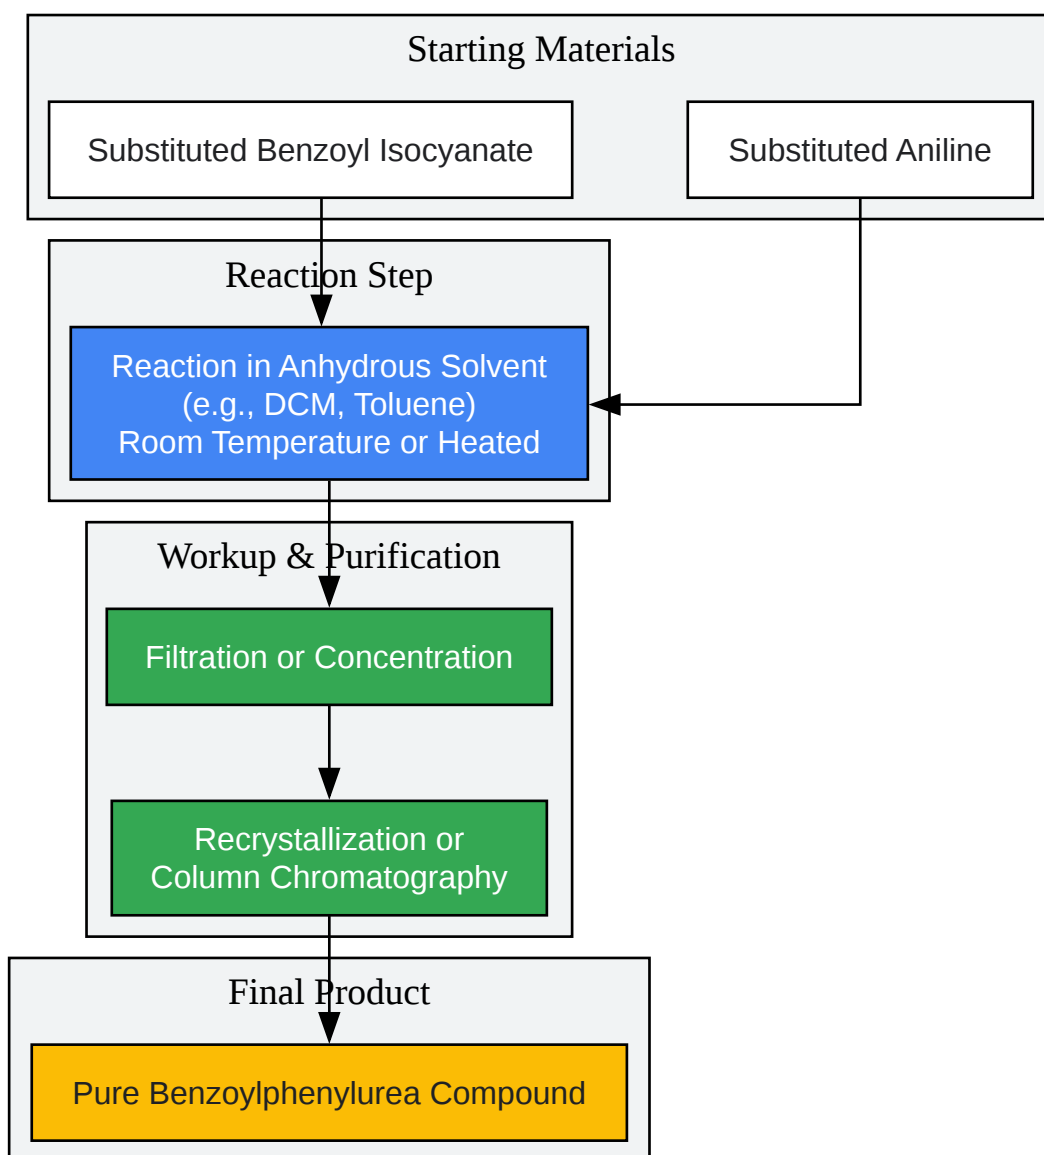 Starting Materials
Substituted Benzoyl Isocyanate
Substituted Aniline
Reaction Step
Reaction in Anhydrous Solvent
(e.g., DCM, Toluene)
Room Temperature or Heated
Workup & Purification
Filtration or Concentration
Recrystallization or
Column Chromatography
Final Product
Pure Benzoylphenylurea Compound